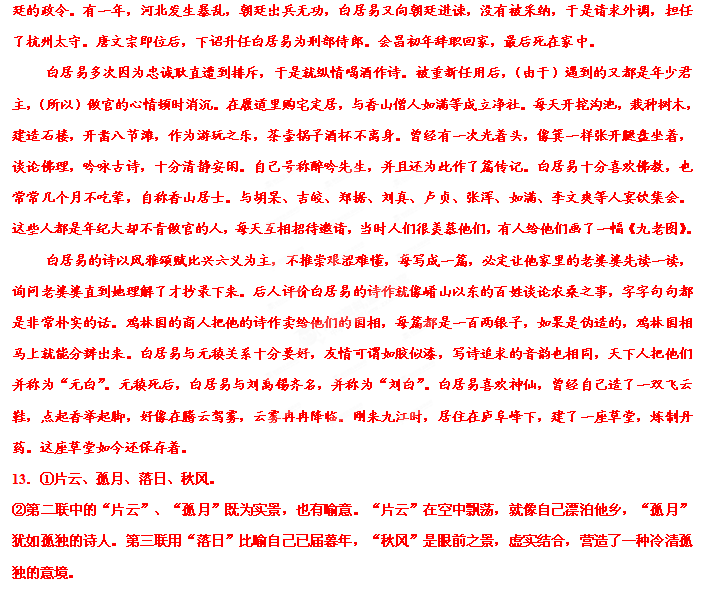 廷的政令。有一年，河北发生暴乱，朝廷出兵无功，白居易又向朝廷进谏，没有被采纳，于是请求外调，担任
了杭州太守。唐文宗即位后，下诏升任白居易为刑部侍郎。会昌初年辞职回家，最后死在家中。
白居易多次因为忠诚耿直遭到排斥，于是就纵情喝酒作诗。被重新任用后，（由于）遇到的又都是年少君
主，（所以）做官的心情顿时消沉。在履道里购宅定居，与香山僧人如满等成立净社。每天开挖沟池，栽种树木，
建造石楼，开凿八节滩，作为游玩之乐，茶壶锅子酒杯不离身。曾经有一次光着头，像箕一样张开腿盘坐着，
谈论佛理，吟咏古诗，十分清静安闲。自己号称醉吟先生，并且还为此作了篇传记。白居易十分喜欢佛教，也
常常几个月不吃荤，自称香山居士。与胡杲、吉皎、郑据、刘真、卢贞、张浑、如满、李文爽等人宴饮集会。
这些人都是年纪大却不肯做官的人，每天互相招待邀请，当时人们很羡慕他们，有人给他们画了一幅《九老图》。
白居易的诗以风雅颂赋比兴六义为主，不推崇艰涩难懂，每写成一篇，必定让他家里的老婆婆先读一读，
询问老婆婆直到她理解了才抄录下来。后人评价白居易的诗作就像崤山以东的百姓谈论农桑之事，字字句句都
是非常朴实的话。鸡林国的商人把他的诗作卖给他们的国相，每篇都是一百两银子，如果是伪造的，鸡林国相
马上就能分辨出来。白居易与元稹关系十分要好，友情可谓如胶似漆，写诗追求的音韵也相同，天下人把他们
并称为“元白”。元稹死后，白居易与刘禹锡齐名，并称为“刘白”。白居易喜欢神仙，曾经自己造了一双飞云
鞋，点起香举起脚，好像在腾云驾雾，云雾冉冉降临。刚来九江时，居住在庐阜峰下，建了一座草堂，炼制丹
药。这座草堂如今还保存着。
13．①片云、孤月、落日、秋风。
②第二联中的“片云”、“孤月”既为实景，也有喻意。“片云”在空中飘荡，就像自己漂泊他乡，“孤月”
犹如孤独的诗人。第三联用“落日”比喻自己已届暮年，“秋风”是眼前之景，虚实结合，营造了一种冷清孤
独的意境。